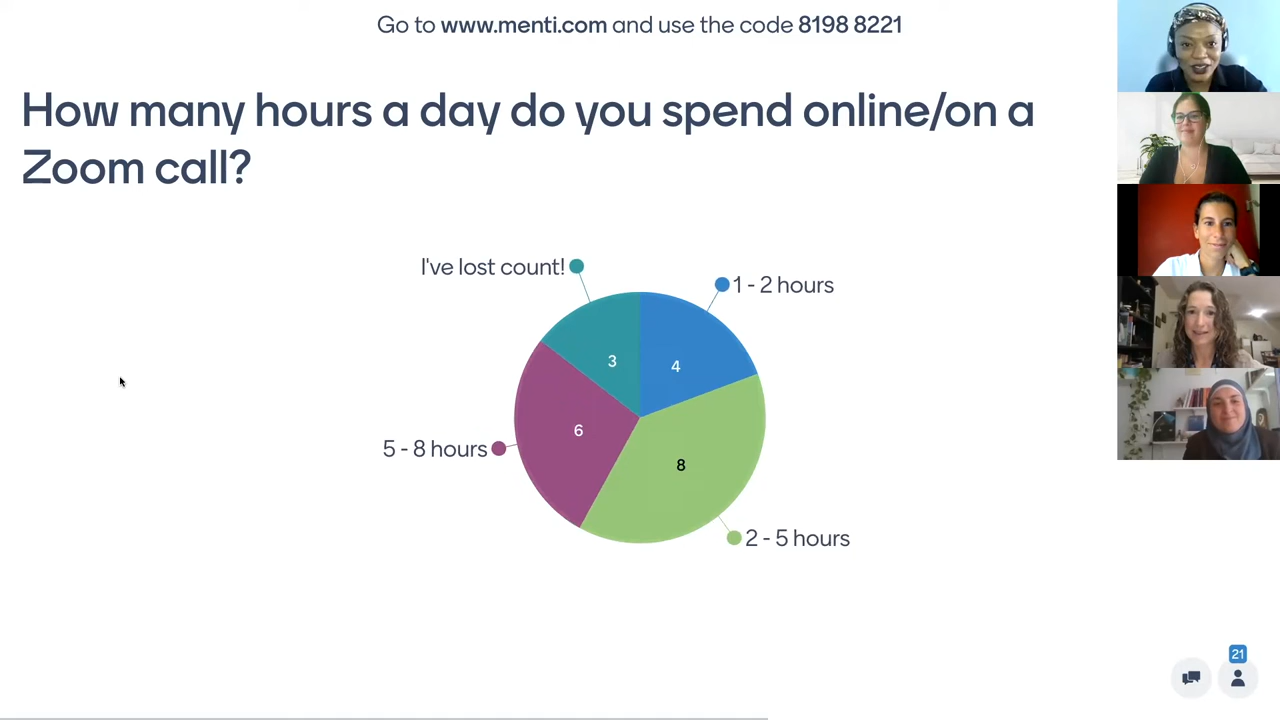 Go to www.menti.com and use the code 8198 8221
How many hours a day do you spend online/on a
Zoom call?
I've lost count!
1 - 2 hours
3
4
5 - 8 hours
6
8
2 - 5 hours
21